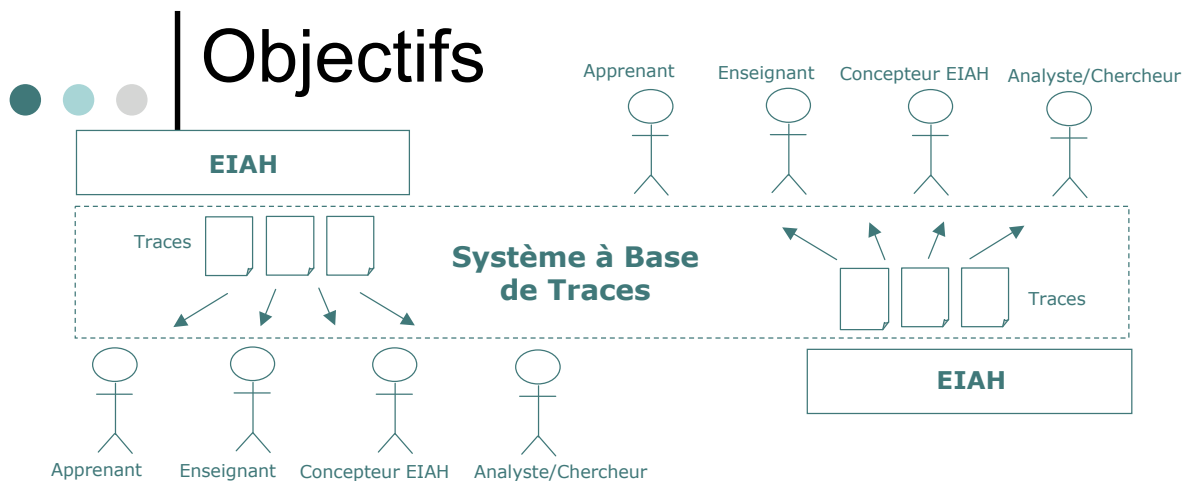 Objectifs
Apprenant
Enseignant
Concepteur EIAH
Analyste/Chercheur
EIAH
Traces
Système à Base
de Traces
Traces
EIAH
Apprenant
Enseignant
Concepteur EIAH
Analyste/Chercheur